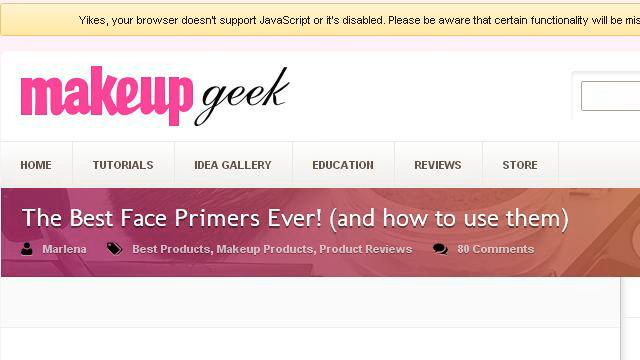 Yikes, your browser doesn't support JavaScript or it's disabled. Please be aware that certain functionality will be
makeup geek
HOME TUTORIALS IDEA GALLERY EDUCATION REVIEWS STORE
The Best Face Primers Ever! (and how to use them)
Marlena Best Products, Makeup Products, Product Reviews 80 Comments